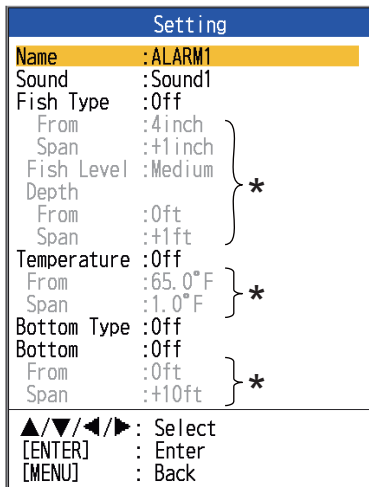 Setting
Name :ALARM1
Sound :Sound1
Fish Type :Off
From :4inch
Span :+1inch
Fish Level :Medium
Depth
From :0ft
Span :+1ft
*
Temperature :Off
From :65.0°F
Span :1.0°F
*
Bottom Type :Off
Bottom :Off
From :0ft
Span :+10ft
*
▲/▼/◀/▶: Select
[ENTER] : Enter
[MENU] : Back